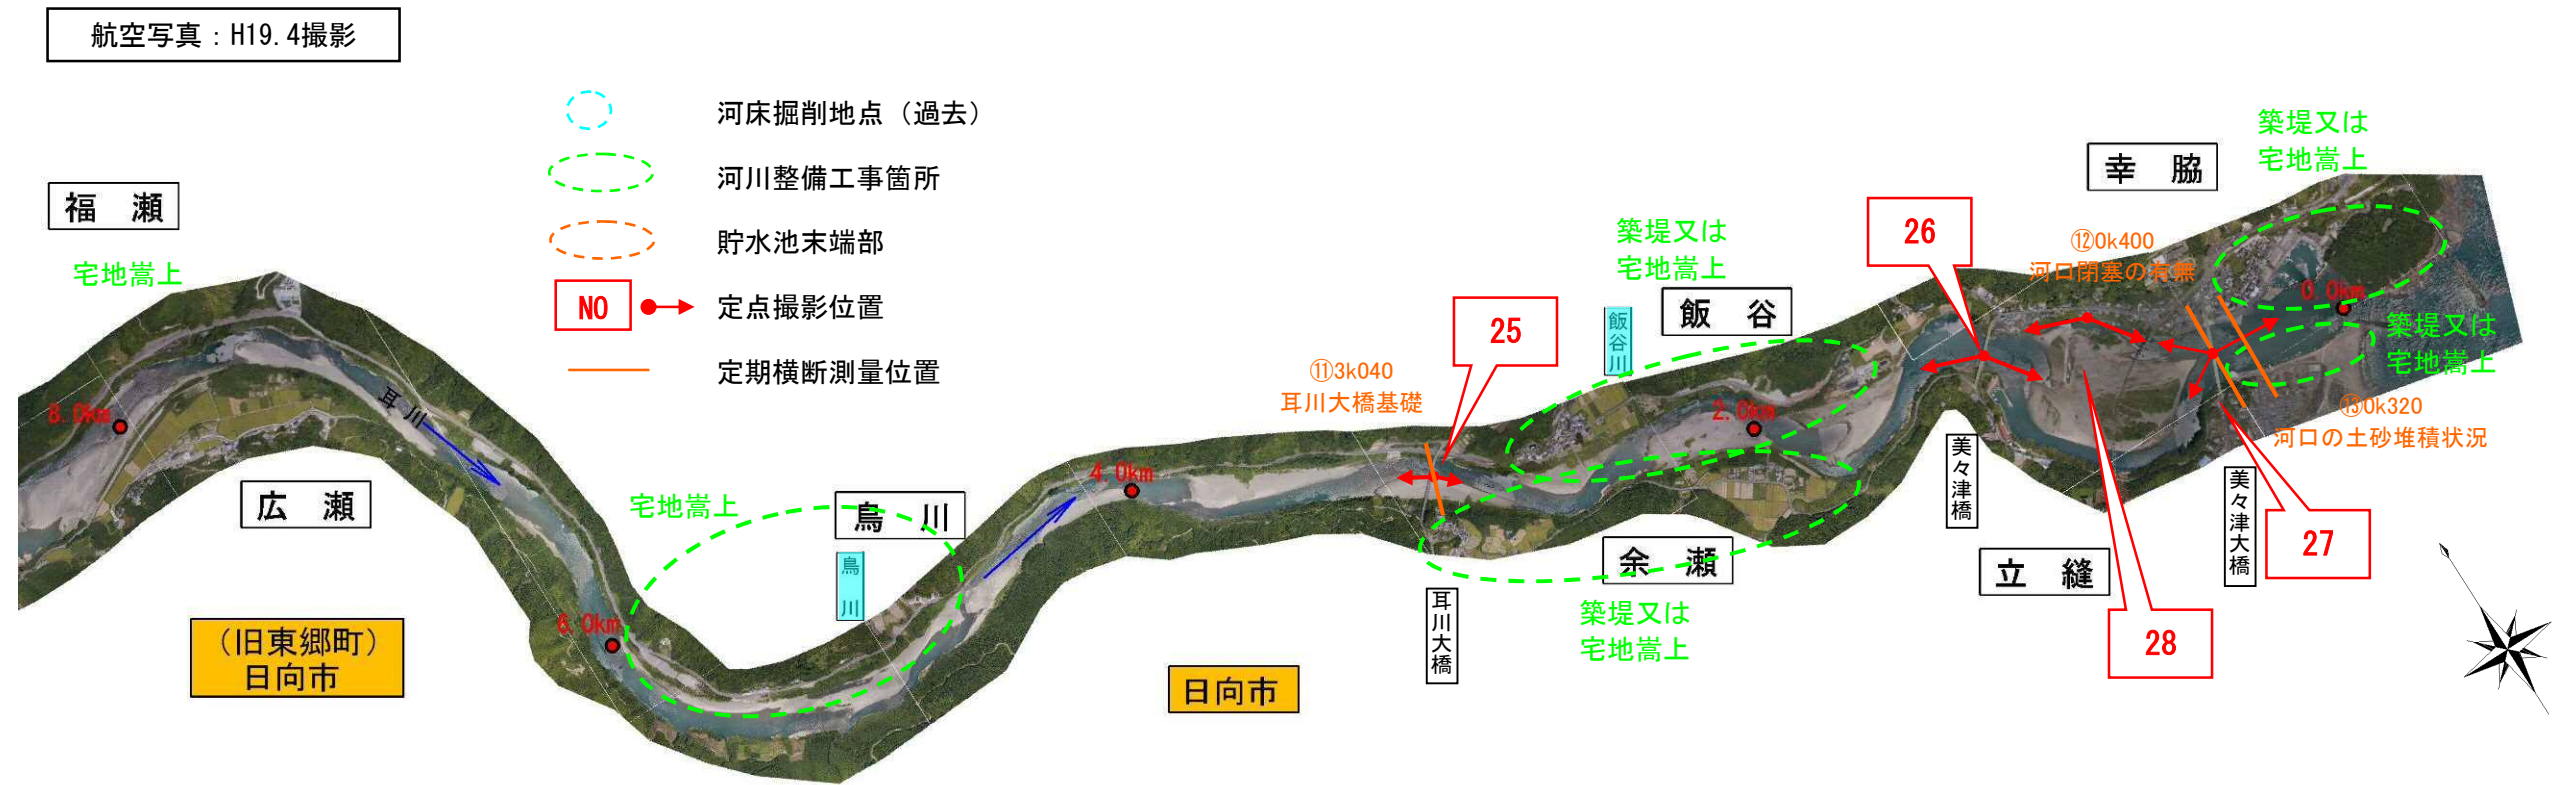 航空写真：H19.4撮影
河床掘削地点（過去）
河川整備工事箇所
貯水池末端部
NO
定点撮影位置
定期横断測量位置
福　瀬
宅地嵩上
8.0km
耳川
広　瀬
（旧東郷町）
日向市
6.0km
宅地嵩上
鳥　川
鳥川
4.0km
日向市
⑪3k040
耳川大橋基礎
25
耳川大橋
築堤又は
宅地嵩上
飯谷川
飯　谷
2.0km
余　瀬
築堤又は
宅地嵩上
26
美々津橋
立　縫
28
幸　脇
⑫0k400
河口閉塞の有無
築堤又は
宅地嵩上
0.0km
築堤又は
宅地嵩上
⑬0k320
河口の土砂堆積状況
美々津大橋
27